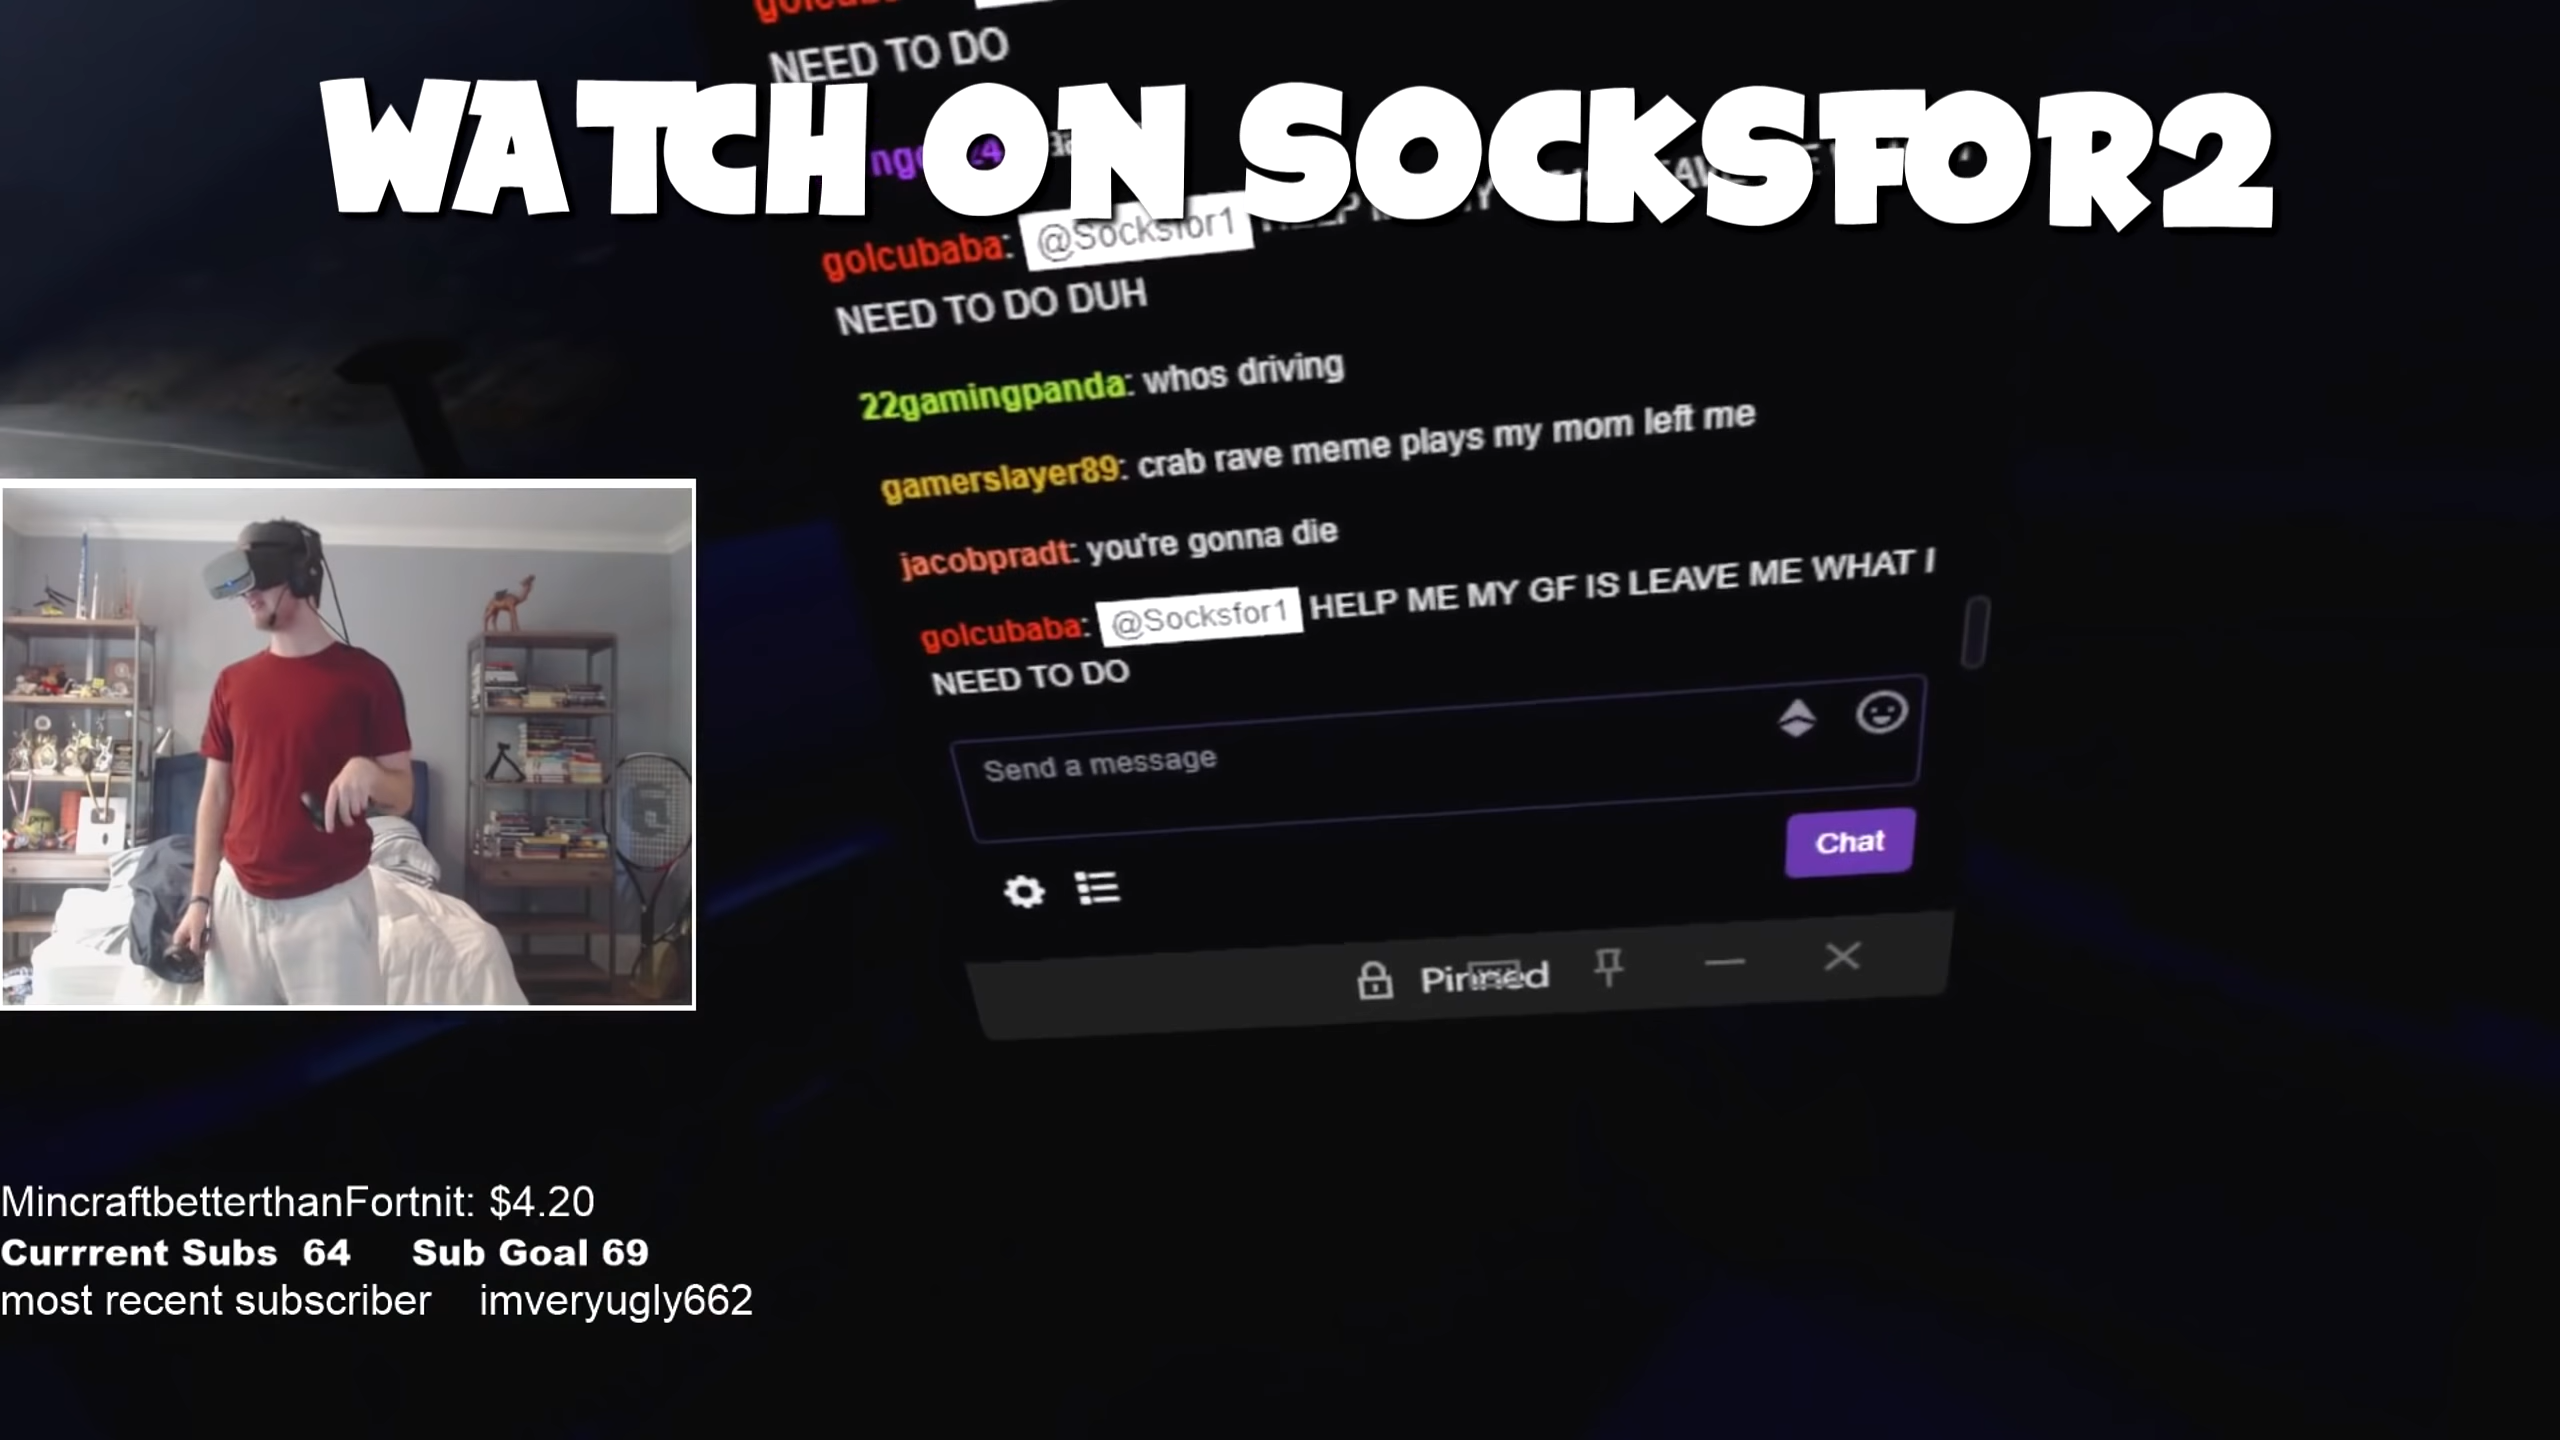 NEED TO DO
WATCH ON SOCKSFOR2
golcubaba: @Socksfor1
NEED TO DO DUH
22gamingpanda: whos driving
gamerslayer89: crab rave meme plays my mom left me
jacobpradt: you're gonna die
golcubaba: @Socksfor1 HELP ME MY GF IS LEAVE ME WHAT I
NEED TO DO
Send a message
Chat
Pinned
MincraftbetterthanFortnit: $4.20
Currrent Subs 64 Sub Goal 69
most recent subscriber imveryugly662